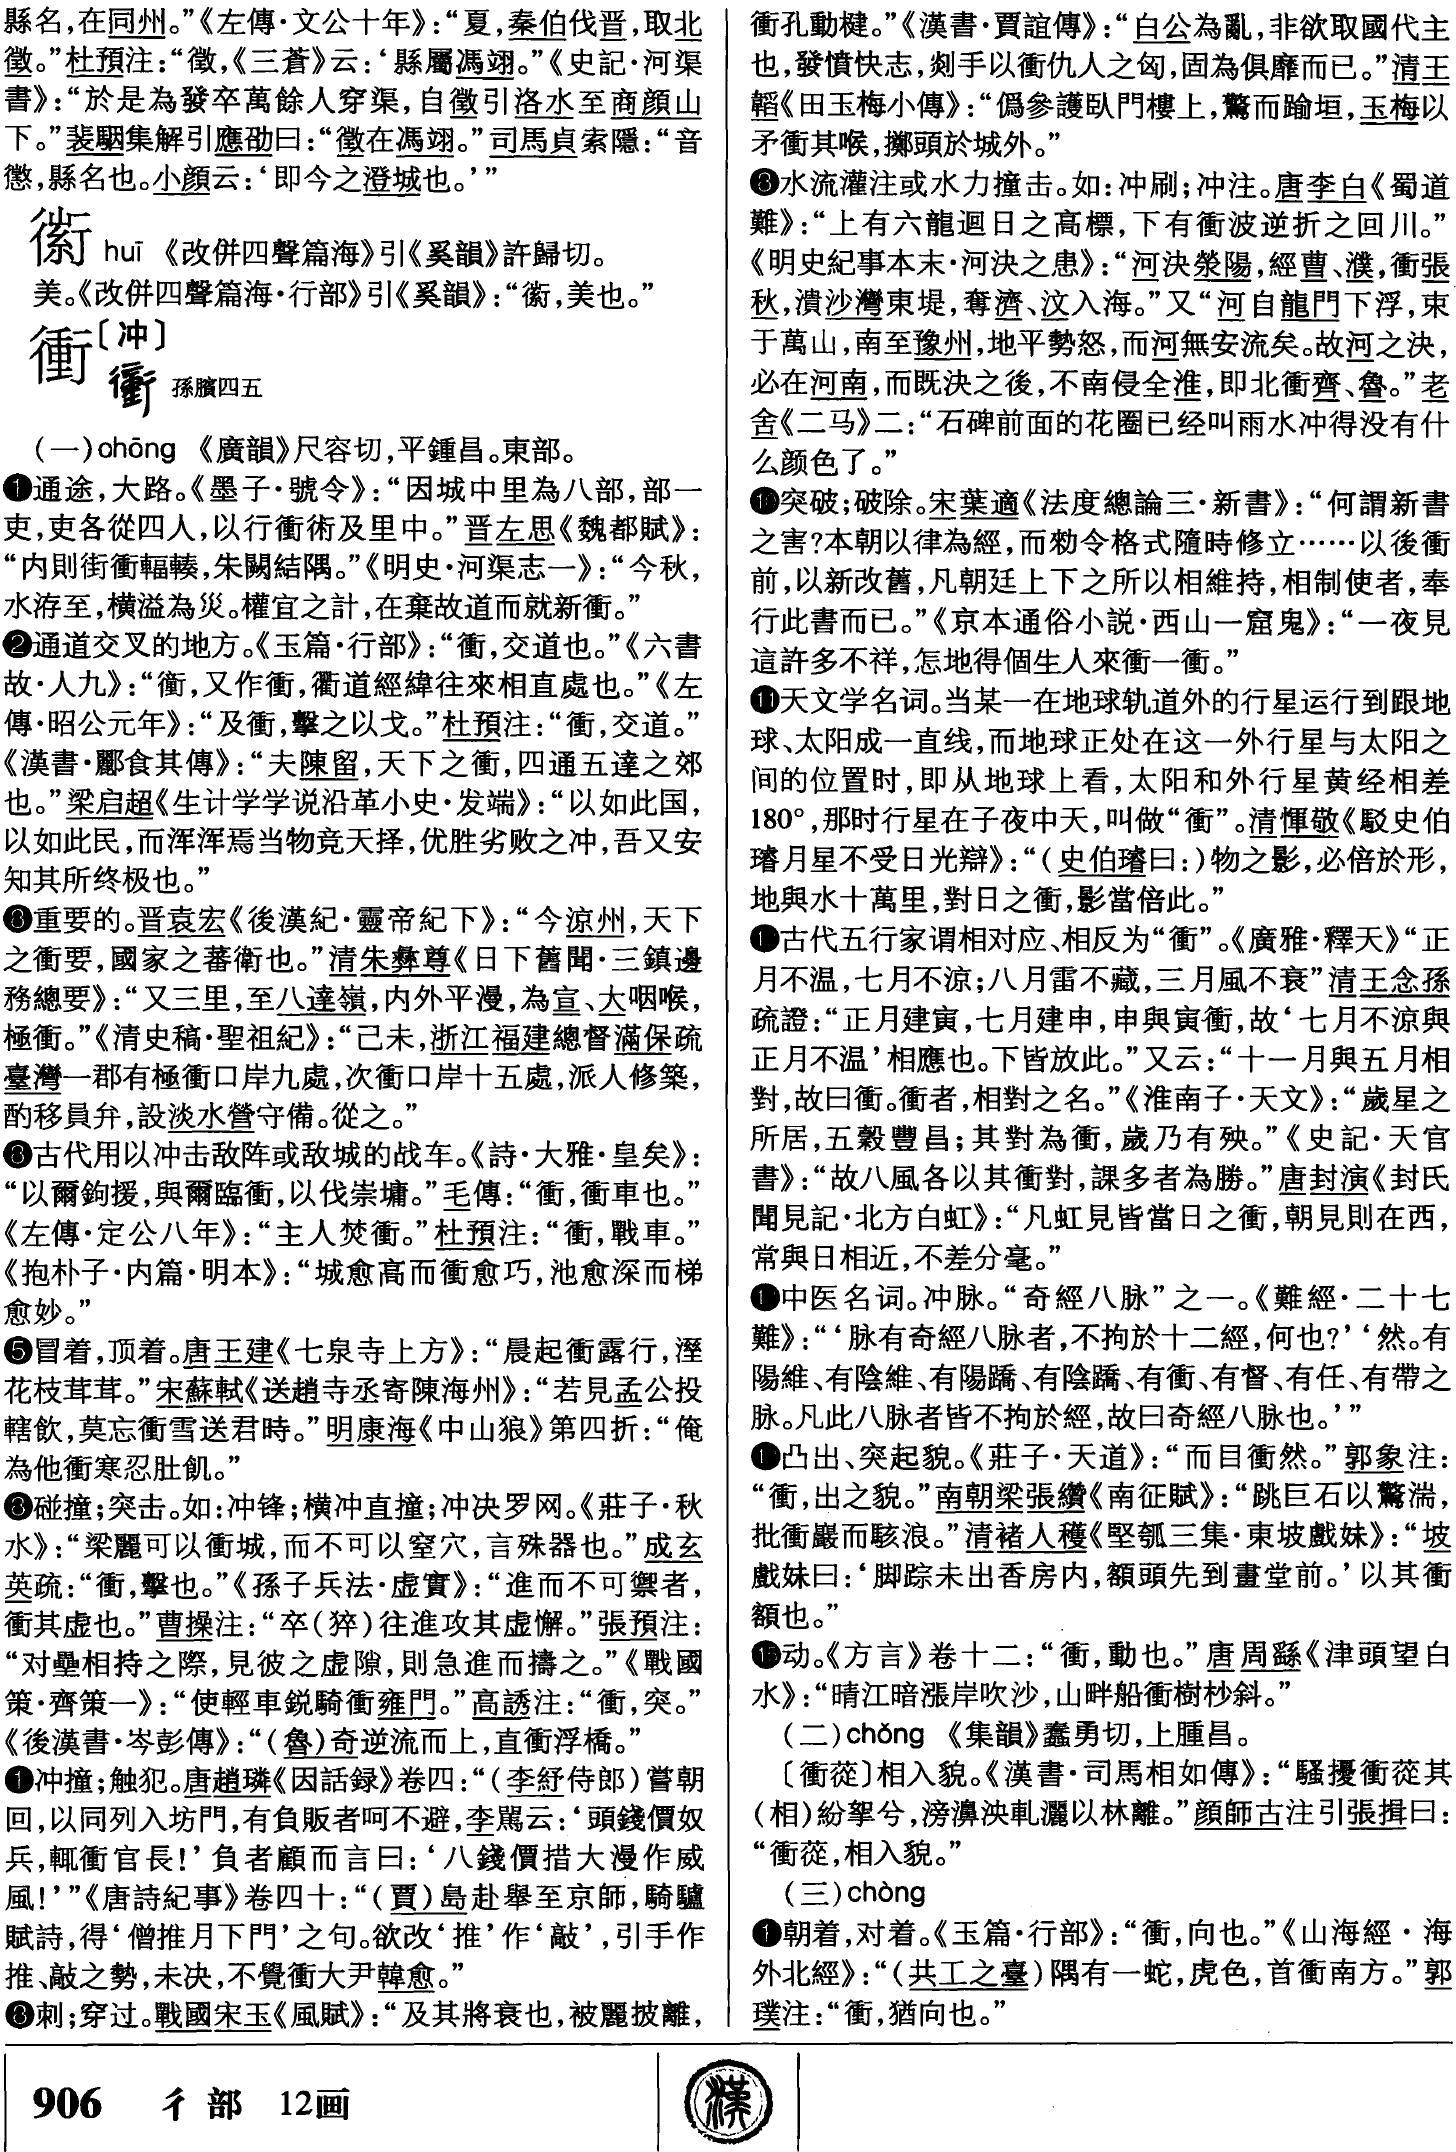 縣名,在同州。”《左傳·文公十年》:“夏,秦伯伐晋,取北
徵。”杜預注:“徵,《三蒼》云:‘縣屬馮翊。”《史記·河渠
書》:“於是為發卒萬餘人穿渠,自徵引洛水至商顔山
下。”裴駰集解引應劭曰:“徵在馮翊。”司馬貞索隱:“音
懲,縣名也。小顔云:‘即今之澄城也。’”
huī 《改併四聲篇海》引《奚韻》許歸切。
美。《改併四聲篇海·行部》引《奚韻》:“,美也。”
衝〔冲〕
衝 孫臏四五
(一)chōng 《廣韻》尺容切,平鍾昌。東部。
❶通途,大路。《墨子·號令》:“因城中里為八部,部一
吏,吏各從四人,以行衝術及里中。”晋左思《魏都賦》:
“内則街衝輻輳,朱闕結隅。”《明史·河渠志一》:“今秋,
水洊至,横溢為災。權宜之計,在棄故道而就新衝。”
❷通道交叉的地方。《玉篇·行部》:“衝,交道也。”《六書
故·人九》:“衝,又作衝,衢道經緯往來相直處也。”《左
傳·昭公元年》:“及衝,擊之以戈。”杜預注:“衝,交道。”
《漢書·酈食其傳》:“夫陳留,天下之衝,四通五達之郊
也。”梁启超《生计学学说沿革小史·发端》:“以如此国,
以如此民,而浑浑焉当物竞天择,优胜劣败之冲,吾又安
知其所终极也。”
❸重要的。晋袁宏《後漢紀·靈帝紀下》:“今涼州,天下
之衝要,國家之蕃衛也。”清朱彝尊《日下舊聞·三鎮邊
務總要》:“又三里,至八達嶺,内外平漫,為宣、大咽喉,
極衝。”《清史稿·聖祖紀》:“己未,浙江福建總督滿保疏
臺灣一郡有極衝口岸九處,次衝口岸十五處,派人修築,
酌移員弁,設淡水營守備。從之。”
❸古代用以冲击敌阵或敌城的战车。《詩·大雅·皇矣》:
“以爾鉤援,與爾臨衝,以伐崇墉。”毛傳:“衝,衝車也。”
《左傳·定公八年》:“主人焚衝。”杜預注:“衝,戰車。”
《抱朴子·内篇·明本》:“城愈高而衝愈巧,池愈深而梯
愈妙。”
❺冒着,顶着。唐王建《七泉寺上方》:“晨起衝露行,溼
花枝茸茸。”宋蘇軾《送趙寺丞寄陳海州》:“若見孟公投
轄飲,莫忘衝雪送君時。”明康海《中山狼》第四折:“俺
為他衝寒忍肚飢。”
❸碰撞;突击。如:冲锋;横冲直撞;冲决罗网。《莊子·秋
水》:“梁麗可以衝城,而不可以窒穴,言殊器也。”成玄
英疏:“衝,擊也。”《孫子兵法·虚實》:“進而不可禦者,
衝其虚也。”曹操注:“卒(猝)往進攻其虚懈。”張預注:
“对壘相持之際,見彼之虚隙,則急進而擣之。”《戰國
策·齊策一》:“使輕車鋭騎衝雍門。”高誘注:“衝,突。”
《後漢書·岑彭傳》:“(魯)奇逆流而上,直衝浮橋。”
❶冲撞;触犯。唐趙璘《因話録》卷四:“(李紓侍郎)嘗朝
回,以同列入坊門,有負販者呵不避,李駡云:‘頭錢價奴
兵,輒衝官長!’負者顧而言曰:‘八錢價措大漫作威
風!’”《唐詩紀事》卷四十:“(賈)島赴舉至京師,騎驢
賦詩,得‘僧推月下門’之句。欲改‘推’作‘敲’,引手作
推、敲之勢,未决,不覺衝大尹韓愈。”
❸刺;穿过。戰國宋玉《風賦》:“及其將衰也,被麗披離,
衝孔動楗。”《漢書·賈誼傳》:“白公為亂,非欲取國代主
也,發憤快志,剡手以衝仇人之匈,固為俱靡而已。”清王
韜《田玉梅小傳》:“僞參護臥門樓上,驚而踰垣,玉梅以
矛衝其喉,擲頭於城外。”
❸水流灌注或水力撞击。如:冲刷;冲注。唐李白《蜀道
難》:“上有六龍迴日之高標,下有衝波逆折之回川。”
《明史紀事本末·河決之患》:“河決滎陽,經曹、濮,衝張
秋,潰沙灣東堤,奪濟、汶入海。”又“河自龍門下浮,束
于萬山,南至豫州,地平勢怒,而河無安流矣。故河之決,
必在河南,而既決之後,不南侵全淮,即北衝齊、魯。”老
舍《二马》二:“石碑前面的花圈已经叫雨水冲得没有什
么颜色了。”
❿突破;破除。宋葉適《法度總論三·新書》:“何謂新書
之害?本朝以律為經,而勑令格式隨時修立……以後衝
前,以新改舊,凡朝廷上下之所以相維持,相制使者,奉
行此書而已。”《京本通俗小説·西山一窟鬼》:“一夜見
這許多不祥,怎地得個生人來衝一衝。”
⓫天文学名词。当某一在地球轨道外的行星运行到跟地
球、太阳成一直线,而地球正处在这一外行星与太阳之
间的位置时,即从地球上看,太阳和外行星黄经相差
180°,那时行星在子夜中天,叫做“衝”。清惲敬《駁史伯
璿月星不受日光辯》:“(史伯璿曰:)物之影,必倍於形,
地與水十萬里,對日之衝,影當倍此。”
❶古代五行家谓相对应、相反为“衝”。《廣雅·釋天》“正
月不温,七月不涼;八月雷不藏,三月風不衰”清王念孫
疏證:“正月建寅,七月建申,申與寅衝,故‘七月不涼與
正月不温’相應也。下皆放此。”又云:“十一月與五月相
對,故曰衝。衝者,相對之名。”《淮南子·天文》:“歲星之
所居,五穀豐昌;其對為衝,歲乃有殃。”《史記·天官
書》:“故八風各以其衝對,課多者為勝。”唐封演《封氏
聞見記·北方白虹》:“凡虹見皆當日之衝,朝見則在西,
常與日相近,不差分毫。”
❶中医名词。冲脉。“奇經八脉”之一。《難經·二十七
難》:“‘脉有奇經八脉者,不拘於十二經,何也?’‘然。有
陽維、有陰維、有陽蹻、有陰蹻、有衝、有督、有任、有帶之
脉。凡此八脉者皆不拘於經,故曰奇經八脉也。’”
❶凸出、突起貌。《莊子·天道》:“而目衝然。”郭象注:
“衝,出之貌。”南朝梁張纘《南征賦》:“跳巨石以驚湍,
批衝巖而駭浪。”清褚人穫《堅瓠三集·東坡戲妹》:“坡
戲妹曰:‘脚踪未出香房内,額頭先到畫堂前。’以其衝
額也。”
⓯动。《方言》卷十二:“衝,動也。”唐周繇《津頭望白
水》:“晴江暗漲岸吹沙,山畔船衝樹杪斜。”
(二)chǒng 《集韻》蠢勇切,上腫昌。
〔衝蓯〕相入貌。《漢書·司馬相如傳》:“騷擾衝蓯其
(相)紛挐兮,滂濞泱軋灑以林離。”顔師古注引張揖曰:
“衝蓯,相入貌。”
(三)chòng
❶朝着,对着。《玉篇·行部》:“衝,向也。”《山海經·海
外北經》:“(共工之臺)隅有一蛇,虎色,首衝南方。”郭
璞注:“衝,猶向也。”
906 彳部 12画
漢